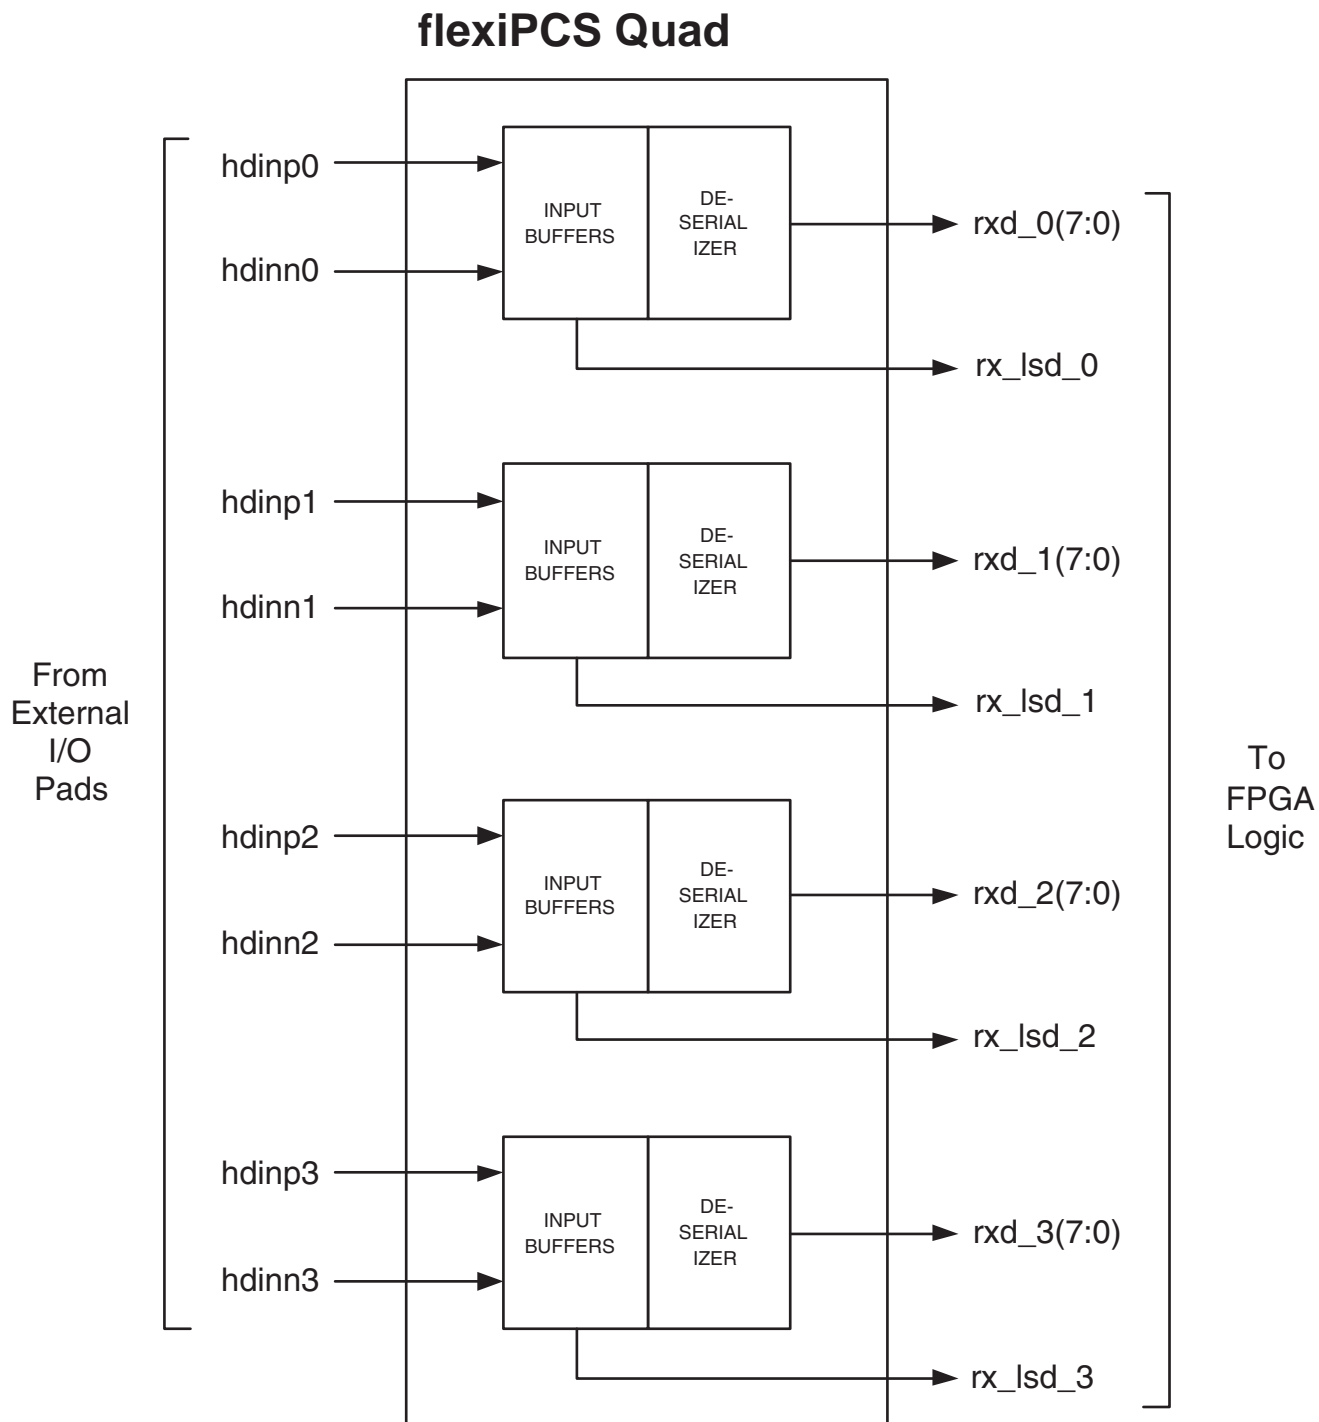 flexiPCS Quad
hdinp0
hdinn0
INPUT
BUFFERS
DE-
SERIAL
IZER
rxd_0(7:0)
rx_lsd_0
hdinp1
hdinn1
INPUT
BUFFERS
DE-
SERIAL
IZER
rxd_1(7:0)
rx_lsd_1
From
External
I/O
Pads
To
FPGA
Logic
hdinp2
hdinn2
INPUT
BUFFERS
DE-
SERIAL
IZER
rxd_2(7:0)
rx_lsd_2
hdinp3
hdinn3
INPUT
BUFFERS
DE-
SERIAL
IZER
rxd_3(7:0)
rx_lsd_3